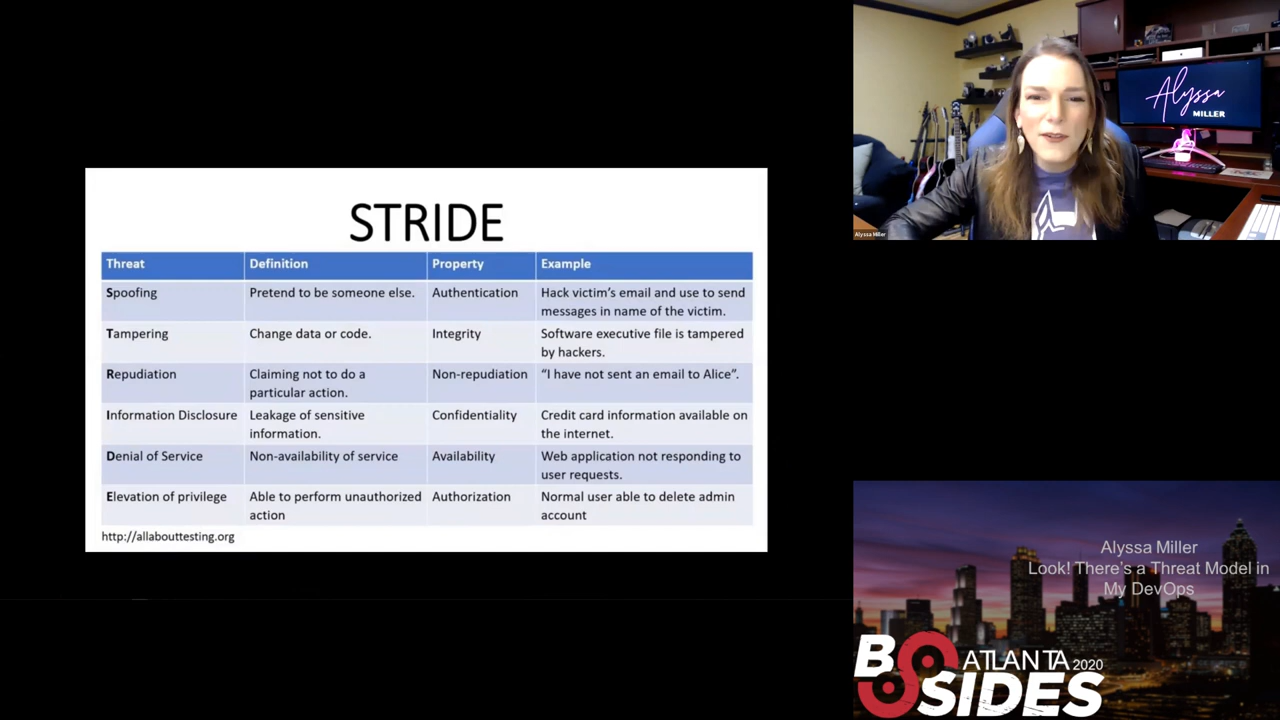 STRIDE
Threat Definition Property Example
Spoofing Pretend to be someone else. Authentication Hack victim's email and use to send
messages in name of the victim.
Tampering Change data or code. Integrity Software executive file is tampered
by hackers.
Repudiation Claiming not to do a Non-repudiation "I have not sent an email to Alice".
particular action.
Information Disclosure Leakage of sensitive Confidentiality Credit card information available on
information. the internet.
Denial of Service Non-availability of service Availability Web application not responding to
user requests.
Elevation of privilege Able to perform unauthorized Authorization Normal user able to delete admin
action account
http://allabouttesting.org
Alyssa
MILLER
Alyssa Miller
Alyssa Miller
Look! There's a Threat Model in
My DevOps
BSIDES
ATLANTA 2020